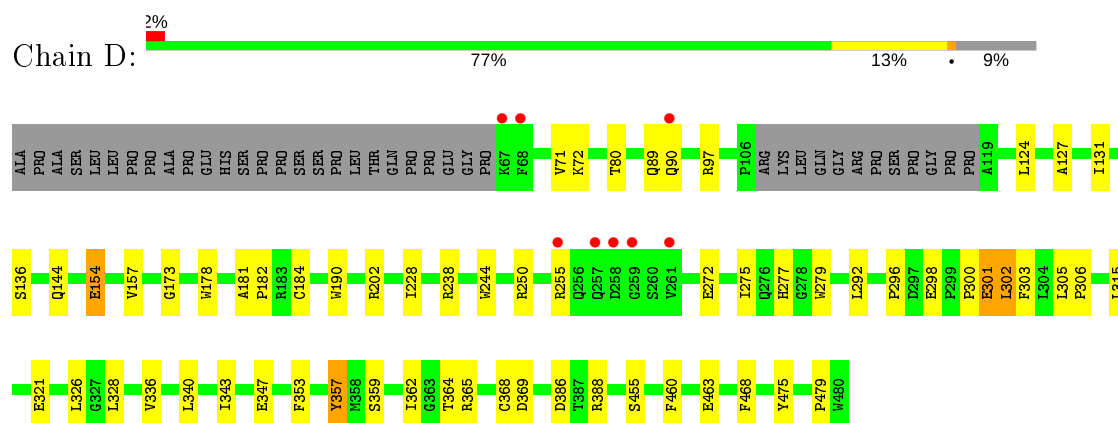 2%
Chain D:
77% 13% • 9%
ALA PRO ALA SER LEU LEU PRO PRO ALA PRO GLU HIS SER PRO PRO SER SER PRO LEU THR GLN PRO PRO GLU GLY PRO K67 F68 V71 K72 T80 Q89 Q90 R97 P106 ARG LYS LEU GLN GLY ARG PRO SER PRO GLY PRO PRO A119 L124 A127 I131
S136 Q144 E154 V157 G173 W178 A181 P182 R183 C184 W190 R202 I228 R238 W244 R250 R255 Q256 Q257 D258 G259 S260 V261 E272 I275 Q276 H277 G278 W279 L292 P296 D297 E298 P299 P300 E301 L302 F303 L304 L305 P306 L315
E321 L326 G327 L328 V336 L340 I343 E347 F353 Y357 M358 S359 I362 G363 T364 R365 C368 D369 D386 T387 R388 S455 F460 E463 F468 Y475 P479 W480